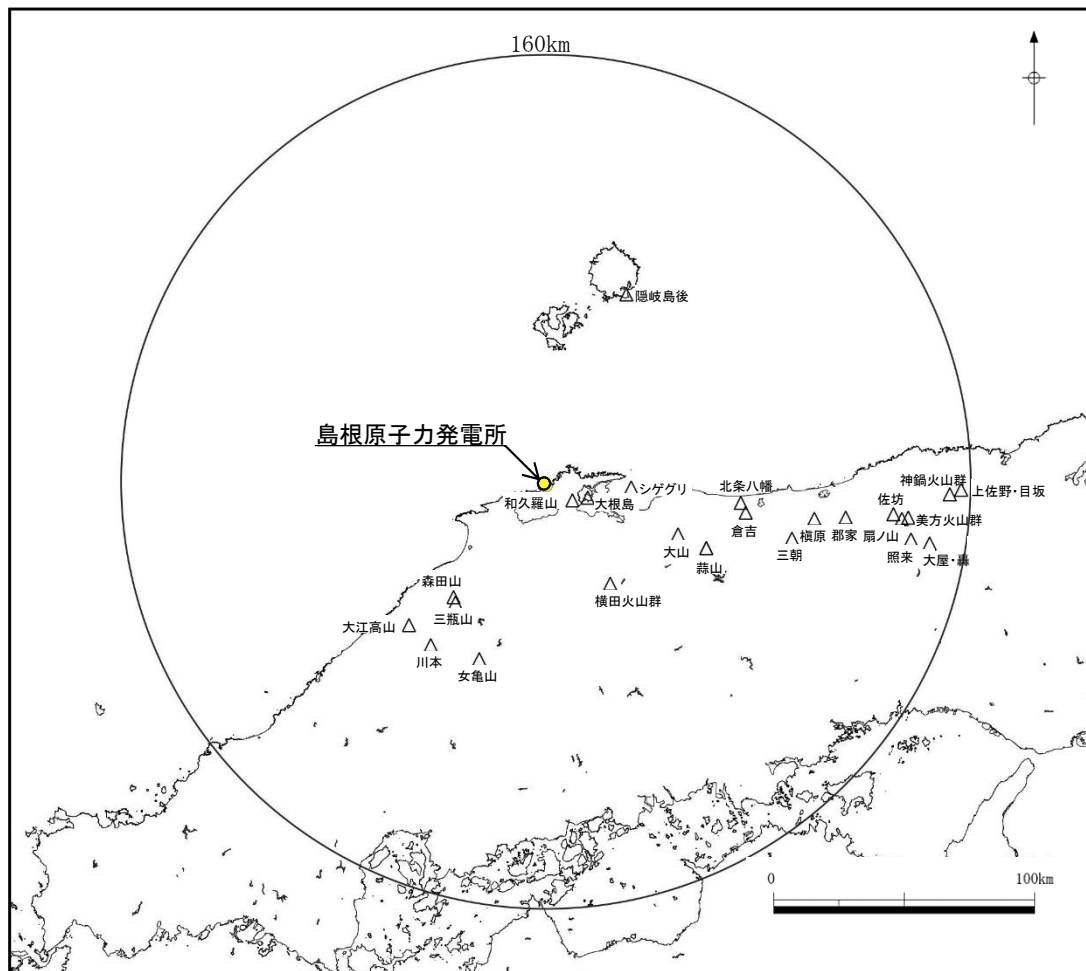 160km
隠岐島後
島根原子力発電所
シゲグリ
北条八幡
神鍋火山群
上佐野・目坂
和久羅山
大根島
佐坊
美方火山群
倉吉
槇原
郡家
扇ノ山
大山
三朝
照来
大屋・轟
蒜山
横田火山群
森田山
三瓶山
大江高山
川本
女亀山
0
100km